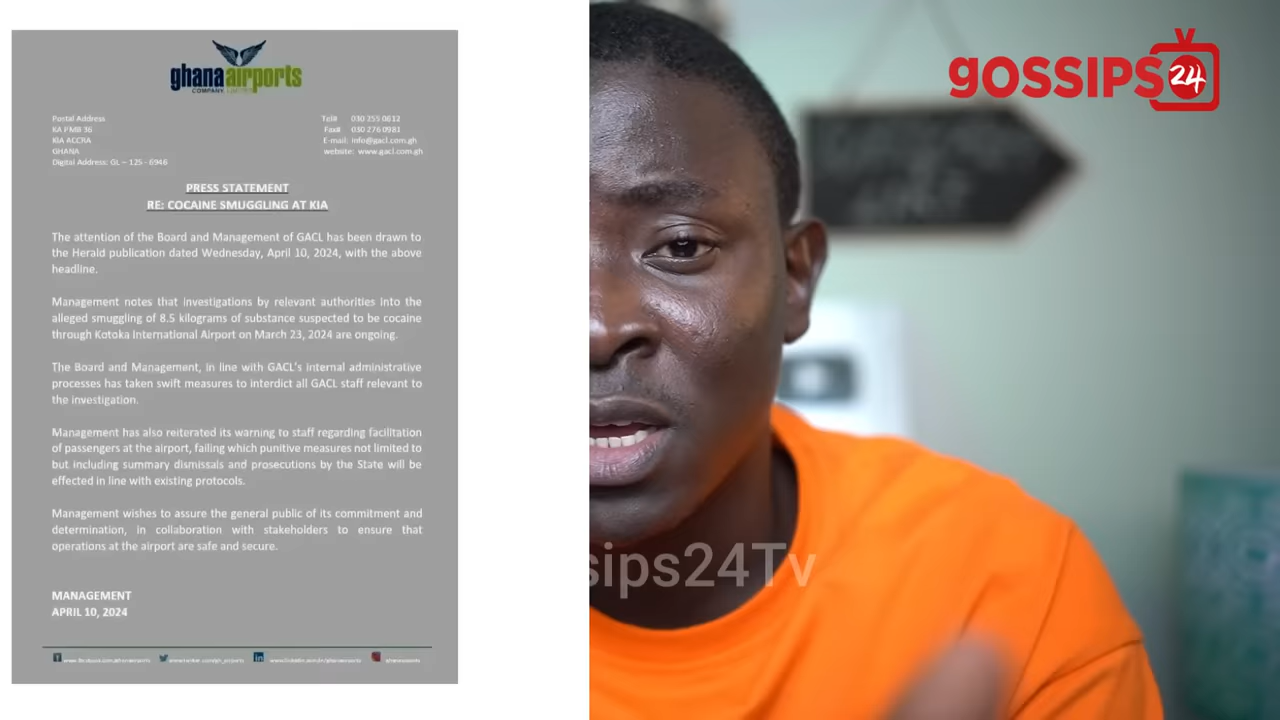 ghanaairports
COMPANY LIMITED
Postal Address
KA PMB 36
KIA ACCRA
GHANA
Digital Address: GL – 125 - 6946
Tel# 030 255 0612
Fax# 030 276 0981
E-mail: info@gacl.com.gh
website: www.gacl.com.gh
PRESS STATEMENT
RE: COCAINE SMUGGLING AT KIA
The attention of the Board and Management of GACL has been drawn to
the Herald publication dated Wednesday, April 10, 2024, with the above
headline.
Management notes that investigations by relevant authorities into the
alleged smuggling of 8.5 kilograms of substance suspected to be cocaine
through Kotoka International Airport on March 23, 2024 are ongoing.
The Board and Management, in line with GACL's internal administrative
processes has taken swift measures to interdict all GACL staff relevant to
the investigation.
Management has also reiterated its warning to staff regarding facilitation
of passengers at the airport, failing which punitive measures not limited to
but including summary dismissals and prosecutions by the State will be
effected in line with existing protocols.
Management wishes to assure the general public of its commitment and
determination, in collaboration with stakeholders to ensure that
operations at the airport are safe and secure.
MANAGEMENT
APRIL 10, 2024
GOSSIPS 24
sips24Tv